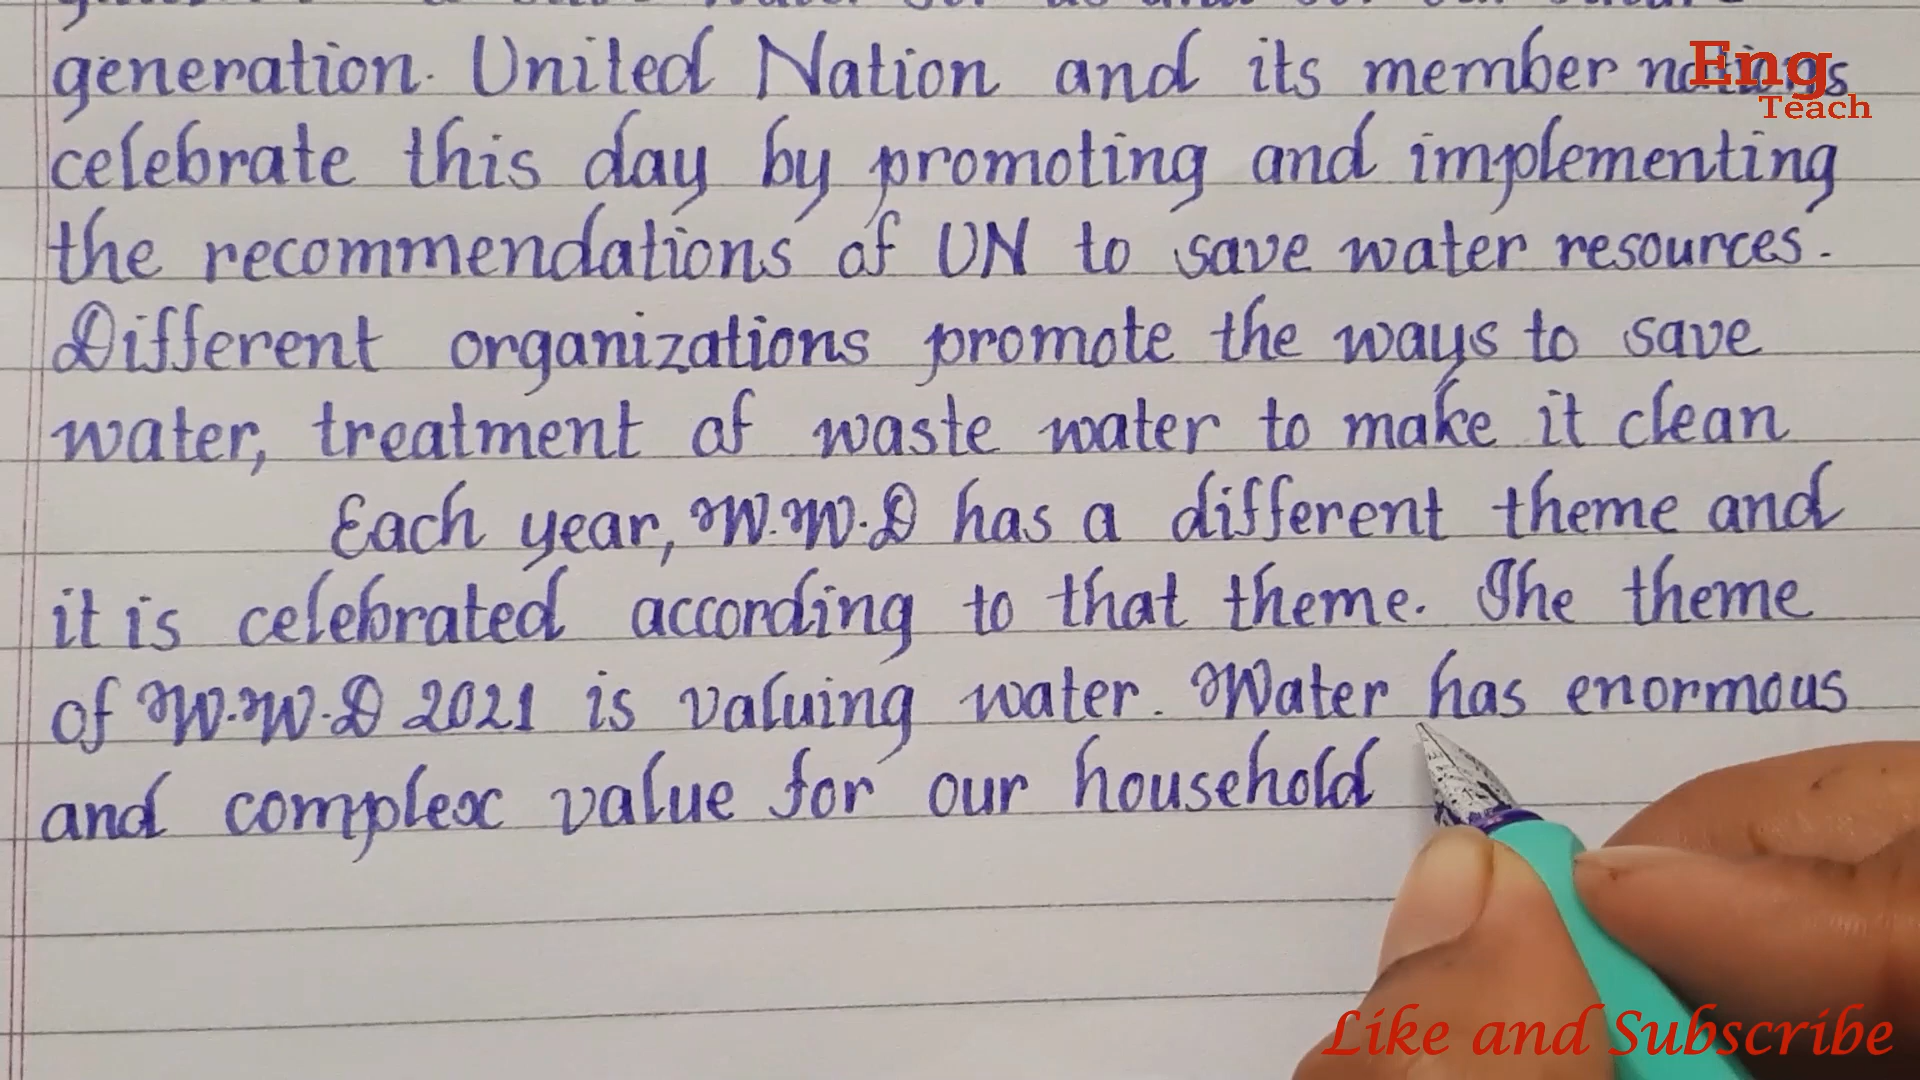 generation. United Nation and its member nations
celebrate this day by promoting and implementing
the recommendations of UN to save water resources.
Different organizations promote the ways to save
water, treatment of waste water to make it clean
Each year, W.W.D has a different theme and
it is celebrated according to that theme. The theme
of W.W.D 2021 is valuing water. Water has enormous
and complex value for our household
Eng
Teach
Like and Subscribe